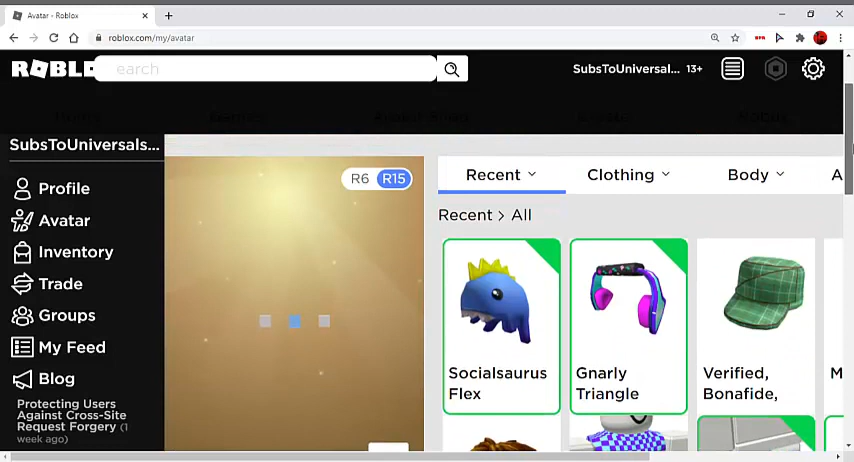 Avatar - Roblox
roblox.com/my/avatar
ROBL
earch
SubsToUniversal... 13+
SubsToUniversals...
Profile
Avatar
Inventory
Trade
Groups
My Feed
Blog
Protecting Users
Against Cross-Site
Request Forgery (1
week ago)
R6 R15
Recent Clothing Body A
Recent > All
Socialsaurus
Flex
Gnarly
Triangle
Verified,
Bonafide,
M